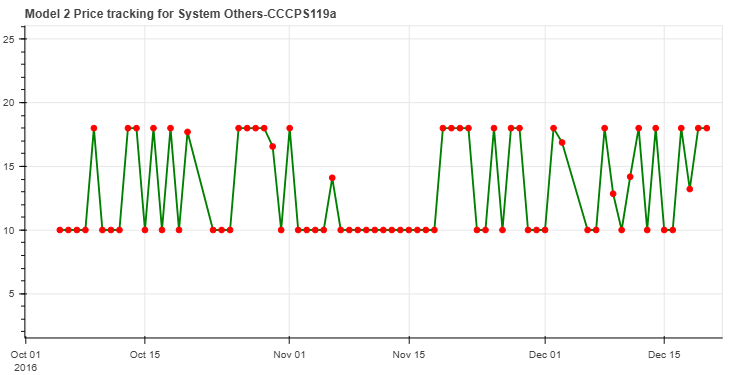 Model 2 Price tracking for System Others-CCCPS119a
25
20
15
10
5
Oct 01
2016
Oct 15
Nov 01
Nov 15
Dec 01
Dec 15